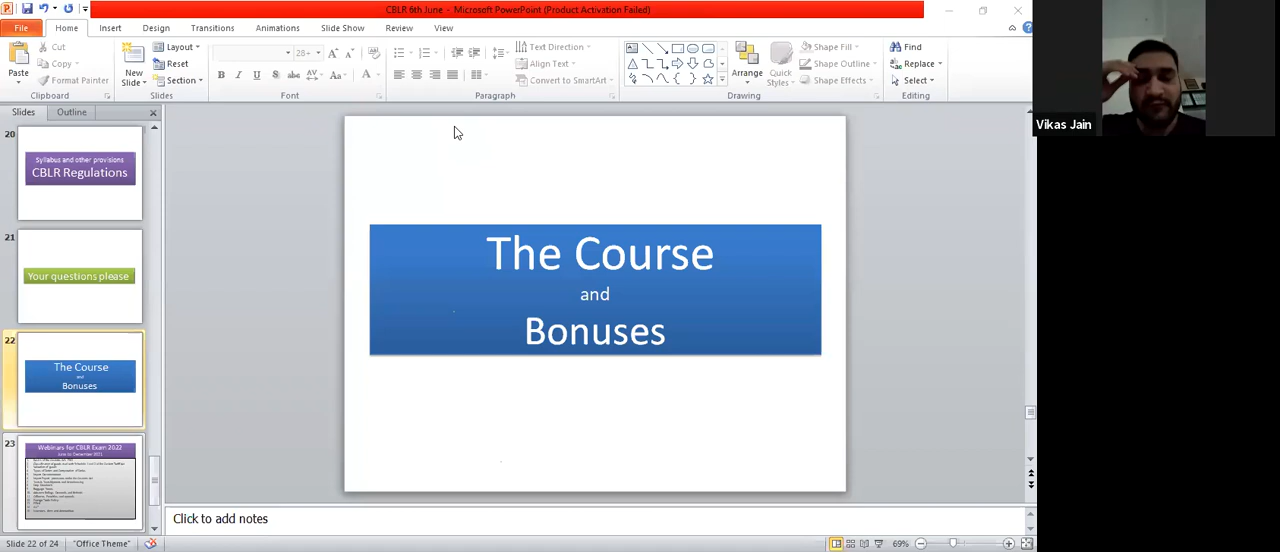 CBLR 6th June - Microsoft PowerPoint (Product Activation Failed)
File Home Insert Design Transitions Animations Slide Show Review View
Paste Cut Copy Format Painter
Clipboard
New Slide Layout Reset Section
Slides
28
B I U S abc AV Aa A
Font
Text Direction
Align Text
Convert to SmartArt
Paragraph
Arrange Quick Styles
Shape Fill
Shape Outline
Shape Effects
Drawing
Find
Replace
Select
Editing
Vikas Jain
Slides Outline
20
Syllabus and other provisions
CBLR Regulations
21
Your questions please
22
The Course
and
Bonuses
23
Webinars for CBLR Exam 2022
The Course
and
Bonuses
Click to add notes
Slide 22 of 24 "Office Theme" 69%